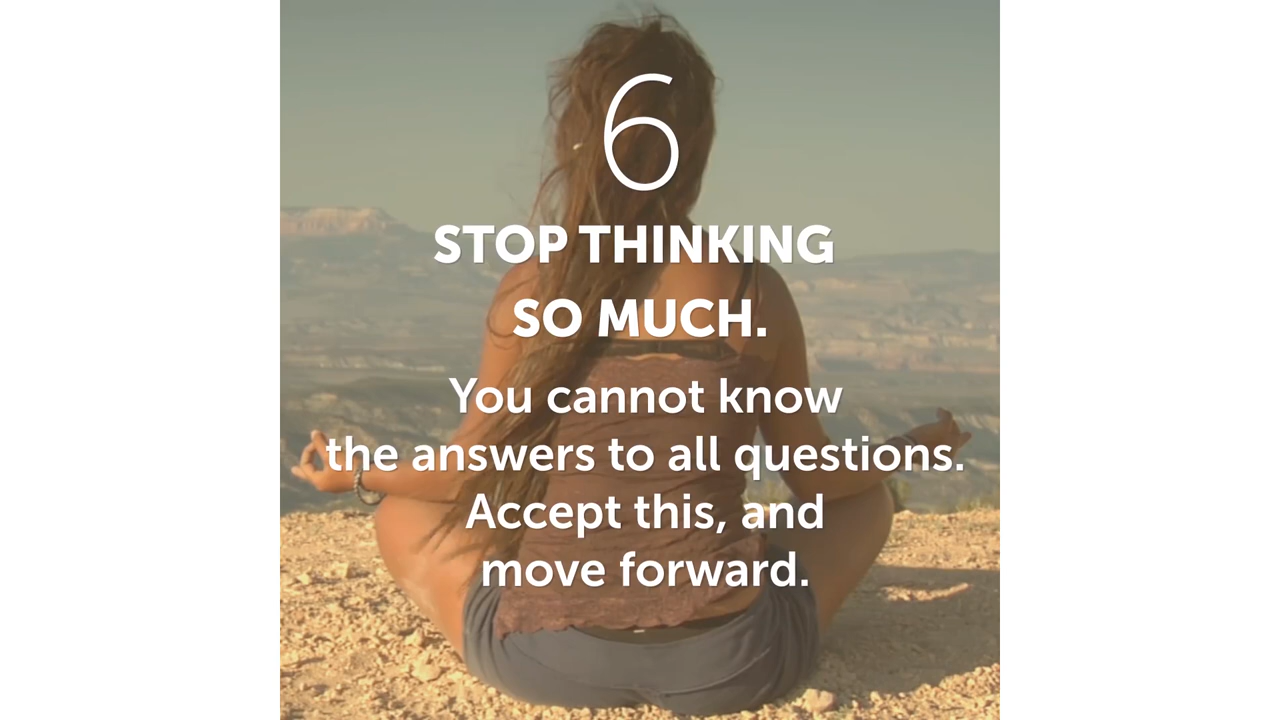 6
STOP THINKING
SO MUCH.
You cannot know
the answers to all questions.
Accept this, and
move forward.